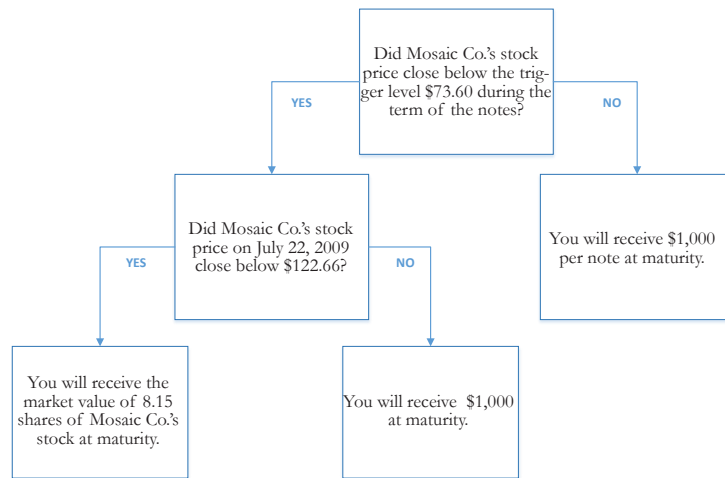 Did Mosaic Co.'s stock
price close below the trig-
ger level $73.60 during the
term of the notes?
YES
NO
Did Mosaic Co.'s stock
price on July 22, 2009
close below $122.66?
You will receive $1,000
per note at maturity.
YES
NO
You will receive the
market value of 8.15
shares of Mosaic Co.'s
stock at maturity.
You will receive $1,000
at maturity.